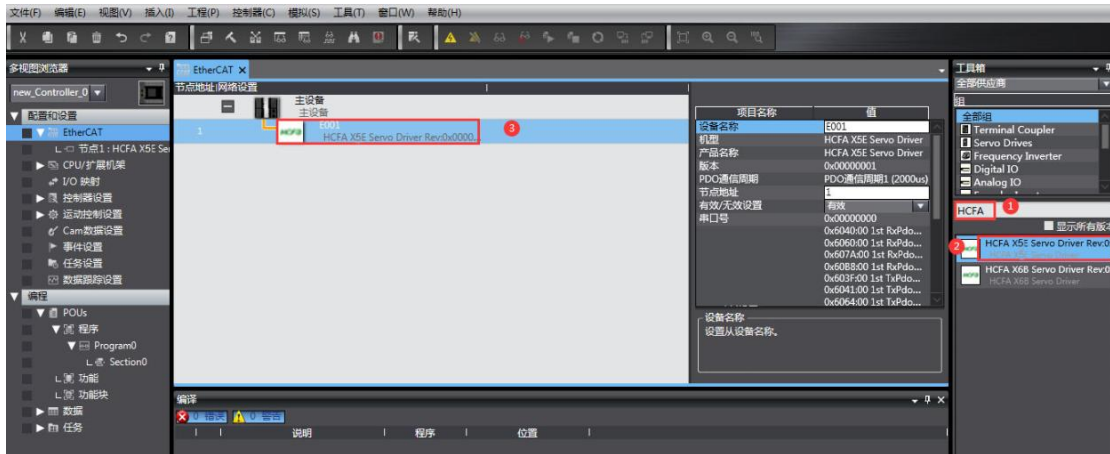 文件(F) 编辑(E) 视图(V) 插入(I) 工程(P) 控制器(C) 模拟(S) 工具(T) 窗口(W) 帮助(H)
多视图浏览器
new_Controller_0
配置和设置
EtherCAT
节点1 : HCFA X5E Se
CPU/扩展机架
I/O 映射
控制器设置
运动控制设置
Cam数据设置
事件设置
任务设置
数据跟踪设置
编程
POUs
程序
Program0
Section0
功能
功能块
数据
任务
EtherCAT
节点地址|网络设置
主设备
主设备
1
E001
HCFA X5E Servo Driver Rev:0x0000...
3
项目名称 值
设备名称 E001
机型 HCFA X5E Servo Driver
产品名称 HCFA X5E Servo Driver
版本 0x00000001
PDO通信周期 PDO通信周期1 (2000us)
节点地址 1
有效/无效设置 有效
串口号 0x00000000
0x6040:00 1st RxPdo...
0x6060:00 1st RxPdo...
0x607A:00 1st RxPdo...
0x60B8:00 1st RxPdo...
0x603F:00 1st TxPdo...
0x6041:00 1st TxPdo...
0x6064:00 1st TxPdo...
设备名称
设置从设备名称。
编译
0 错误 0 警告
说明 程序 位置
工具箱
全部供应商
组
全部组
Terminal Coupler
Servo Drives
Frequency Inverter
Digital IO
Analog IO
HCFA
1
显示所有版本
2
HCFA X5E Servo Driver Rev:0
HCFA X5E Servo Driver
HCFA X6B Servo Driver Rev:0
HCFA X6B Servo Driver